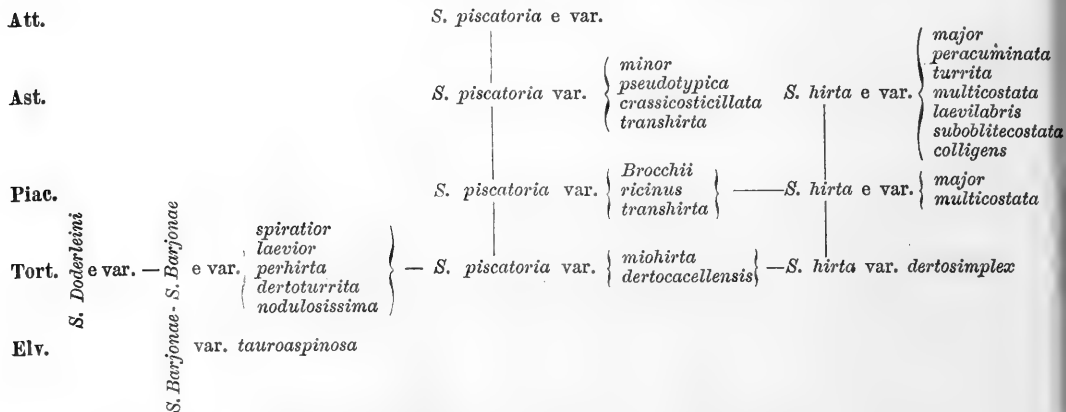 Att. S. piscatoria e var.
Ast. S. piscatoria var. { minor
pseudotypica
crassicosticillata
transhirta
S. hirta e var. { major
peracuminata
turrita
multicostata
laevilabris
suboblitecostata
colligens
Piac. S. piscatoria var. { Brocchii
ricinus
transhirta } — S. hirta e var. { major
multicostata
Tort. S. Doderleini e var. — S. Barjonae - S. Barjonae e var. { spiratior
laevior
perhirta
dertoturrita
nodulosissima } — S. piscatoria var. { miohirta
dertocacellensis } — S. hirta var. dertosimplex
Elv. var. tauroaspinosa